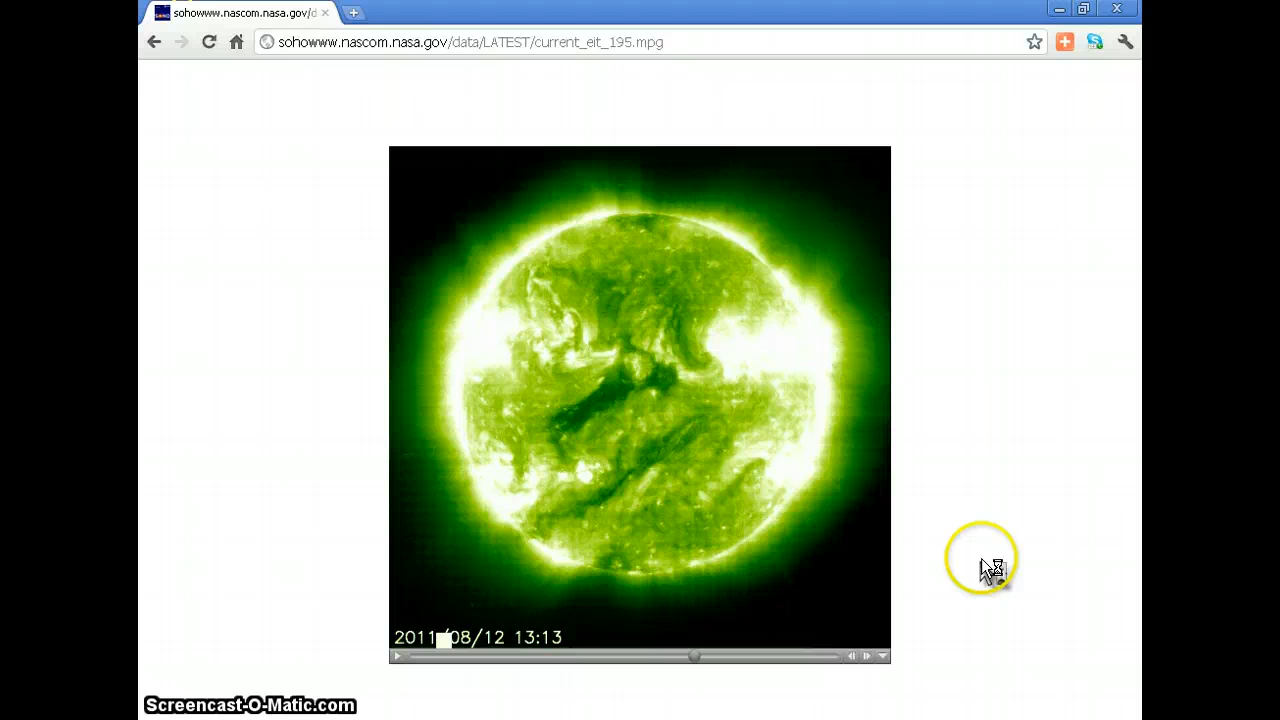 sohowww.nascom.nasa.gov/d
sohowww.nascom.nasa.gov/data/LATEST/current_eit_195.mpg
2011/08/12 13:13
Screencast-O-Matic.com